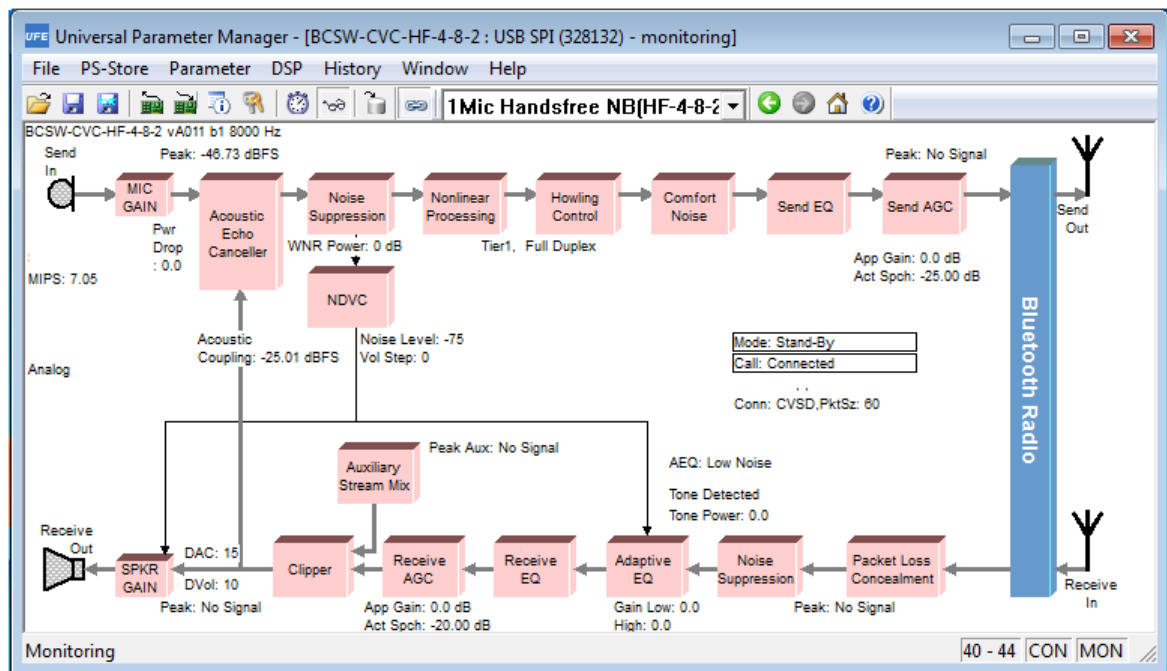 UFE Universal Parameter Manager - [BCSW-CVC-HF-4-8-2 : USB SPI (328132) - monitoring]
File PS-Store Parameter DSP History Window Help
1Mic Handsfree NB(HF-4-8-2
BCSW-CVC-HF-4-8-2 vA011 b1 8000 Hz
Send
In
Peak: -46.73 dBFS
Peak: No Signal
MIC
GAIN
Acoustic
Echo
Canceller
Noise
Suppression
Nonlinear
Processing
Howling
Control
Comfort
Noise
Send EQ
Send AGC
Send
Out
Pwr
Drop
: 0.0
WNR Power: 0 dB
Tier1, Full Duplex
:
MIPS: 7.05
App Gain: 0.0 dB
Act Spch: -25.00 dB
NDVC
Acoustic
Coupling: -25.01 dBFS
Noise Level: -75
Vol Step: 0
Analog
Mode: Stand-By
Call: Connected
. .
Conn: CVSD,PktSz: 60
Bluetooth Radio
Peak Aux: No Signal
Auxiliary
Stream Mix
AEQ: Low Noise
Tone Detected
Tone Power: 0.0
Receive
Out
DAC: 15
SPKR
GAIN
DVol: 10
Clipper
Receive
AGC
Receive
EQ
Adaptive
EQ
Noise
Suppression
Packet Loss
Concealment
Receive
In
Peak: No Signal
App Gain: 0.0 dB
Act Spch: -20.00 dB
Gain Low: 0.0
High: 0.0
Peak: No Signal
Monitoring
40 - 44 CON MON